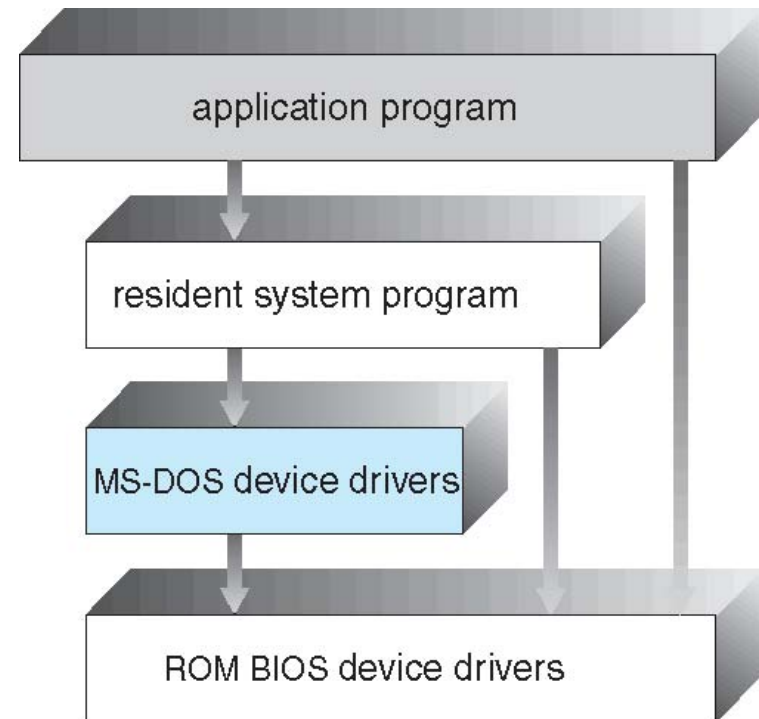 application program
resident system program
MS-DOS device drivers
ROM BIOS device drivers